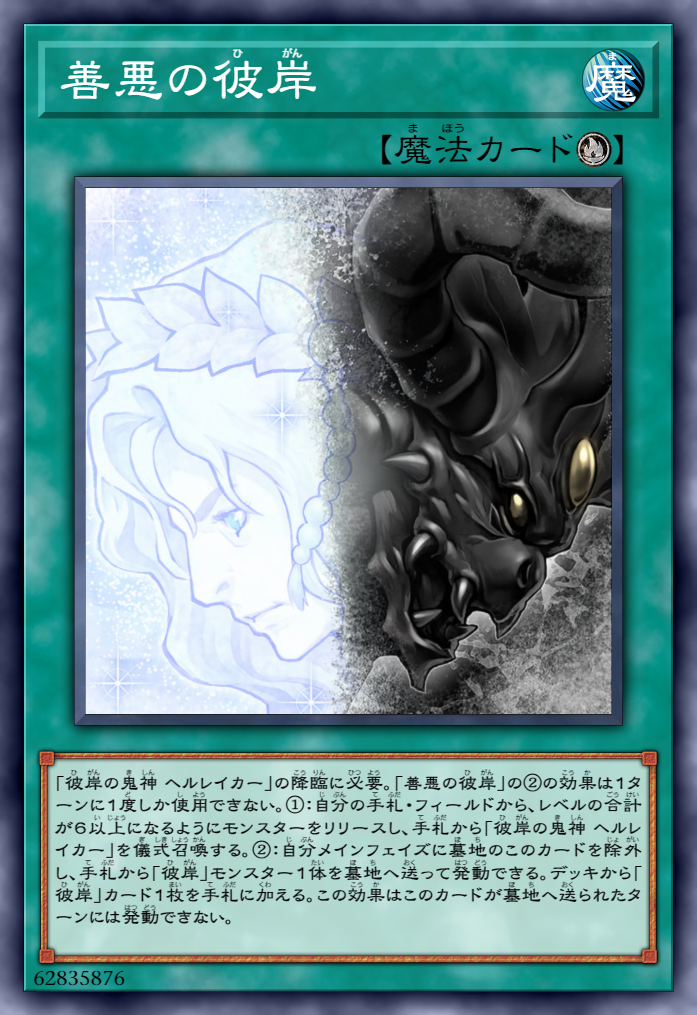 善悪の彼岸
魔
【魔法カード】
「彼岸の鬼神 ヘルレイカー」の降臨に必要。「善悪の彼岸」の②の効果は1タ
ーンに1度しか使用できない。①:自分の手札・フィールドから、レベルの合計
が6以上になるようにモンスターをリリースし、手札から「彼岸の鬼神 ヘルレ
イカー」を儀式召喚する。②:自分メインフェイズに墓地のこのカードを除外
し、手札から「彼岸」モンスター1体を墓地へ送って発動できる。デッキから「
彼岸」カード1枚を手札に加える。この効果はこのカードが墓地へ送られたタ
ーンには発動できない。
62835876